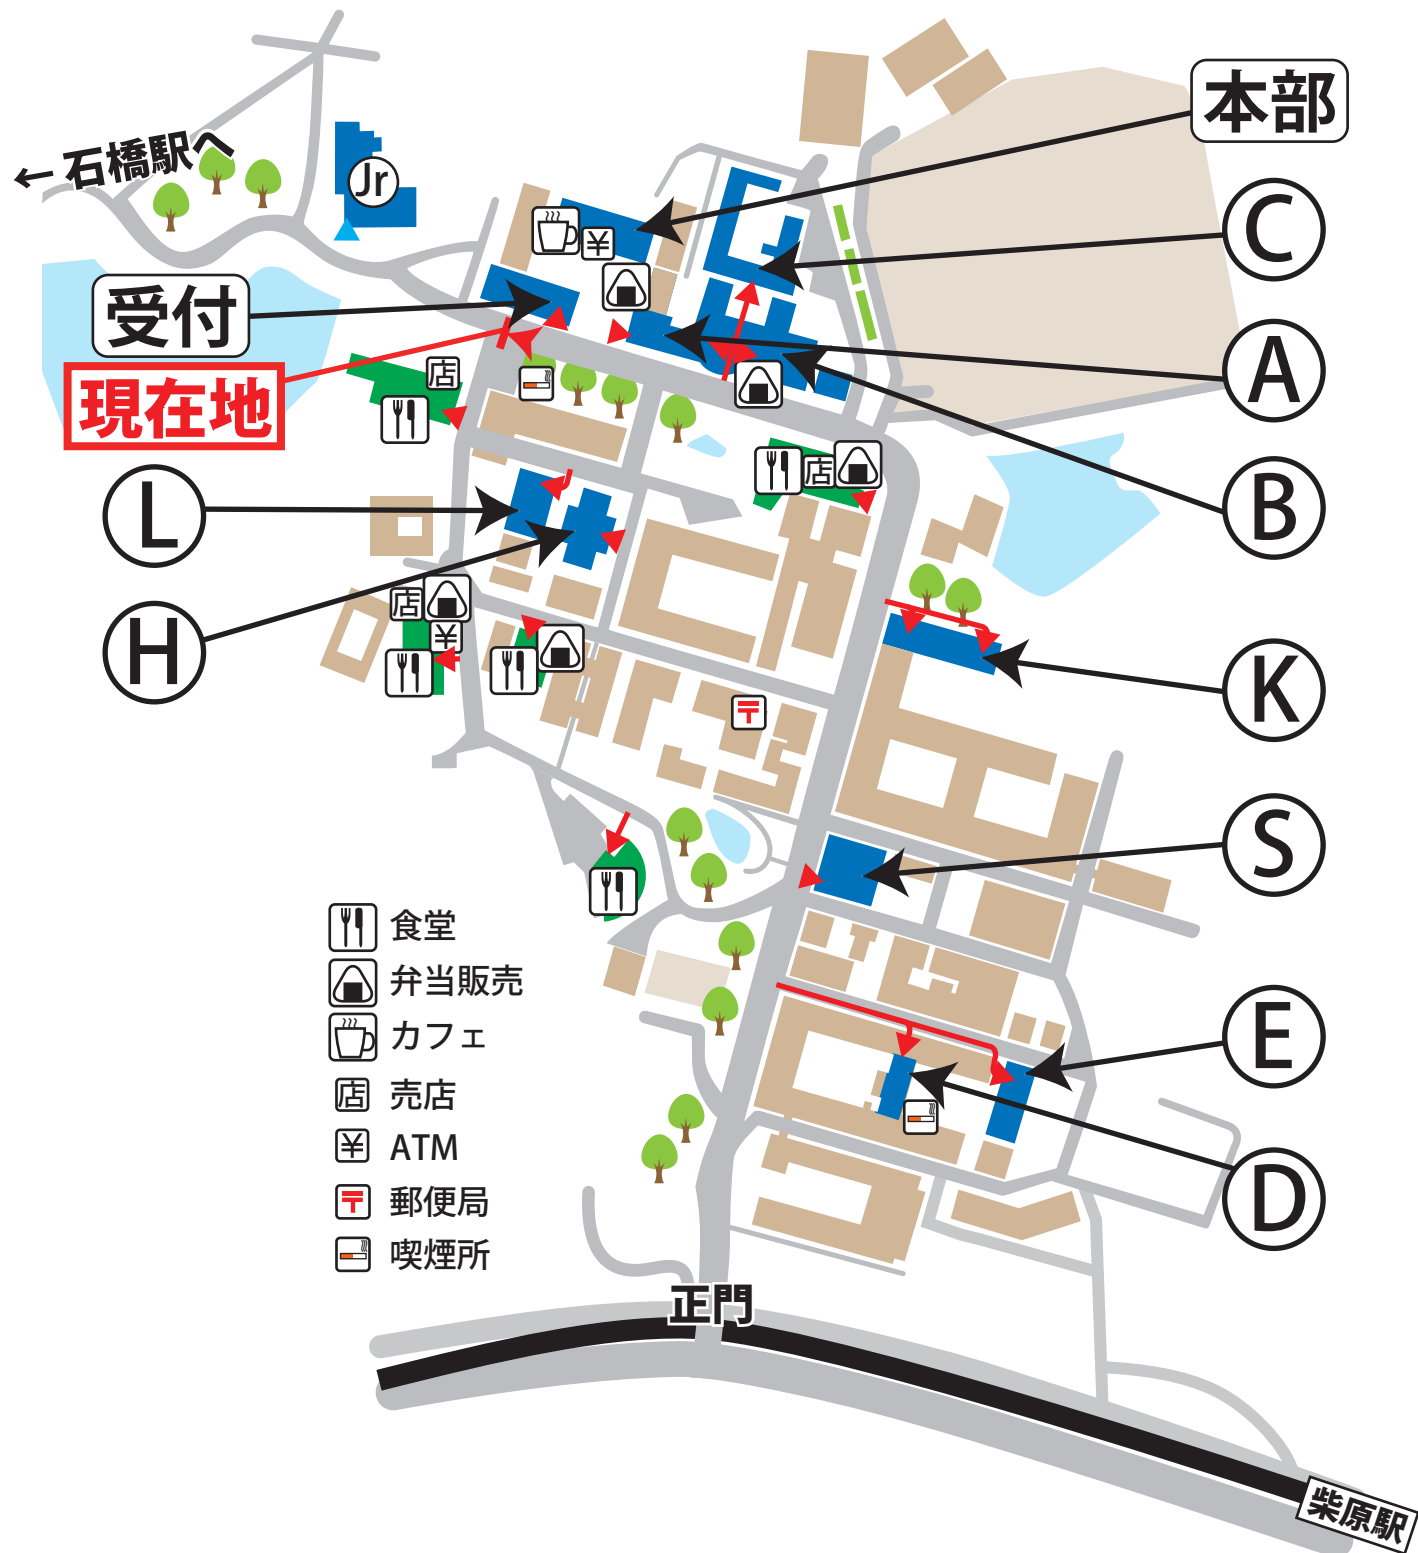 本部
← 石橋駅へ
Jr
C
¥
受付
A
現在地
店
B
店
L
店
¥
H
K
〒
S
食堂
弁当販売
カフェ
店 売店
¥ ATM
〒 郵便局
喫煙所
E
D
正門
柴原駅